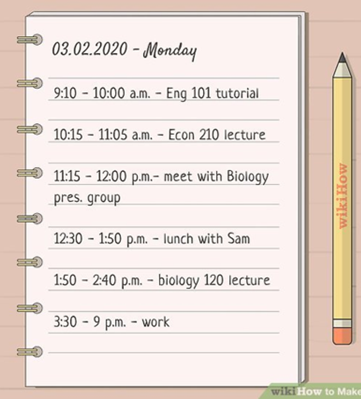 03.02.2020 - Monday
9:10 - 10:00 a.m. - Eng 101 tutorial
10:15 - 11:05 a.m. - Econ 210 lecture
11:15 - 12:00 p.m.- meet with Biology
pres. group
12:30 - 1:50 p.m. - lunch with Sam
1:50 - 2:40 p.m. - biology 120 lecture
3:30 - 9 p.m. - work
wikiHow
wikiHow to Make